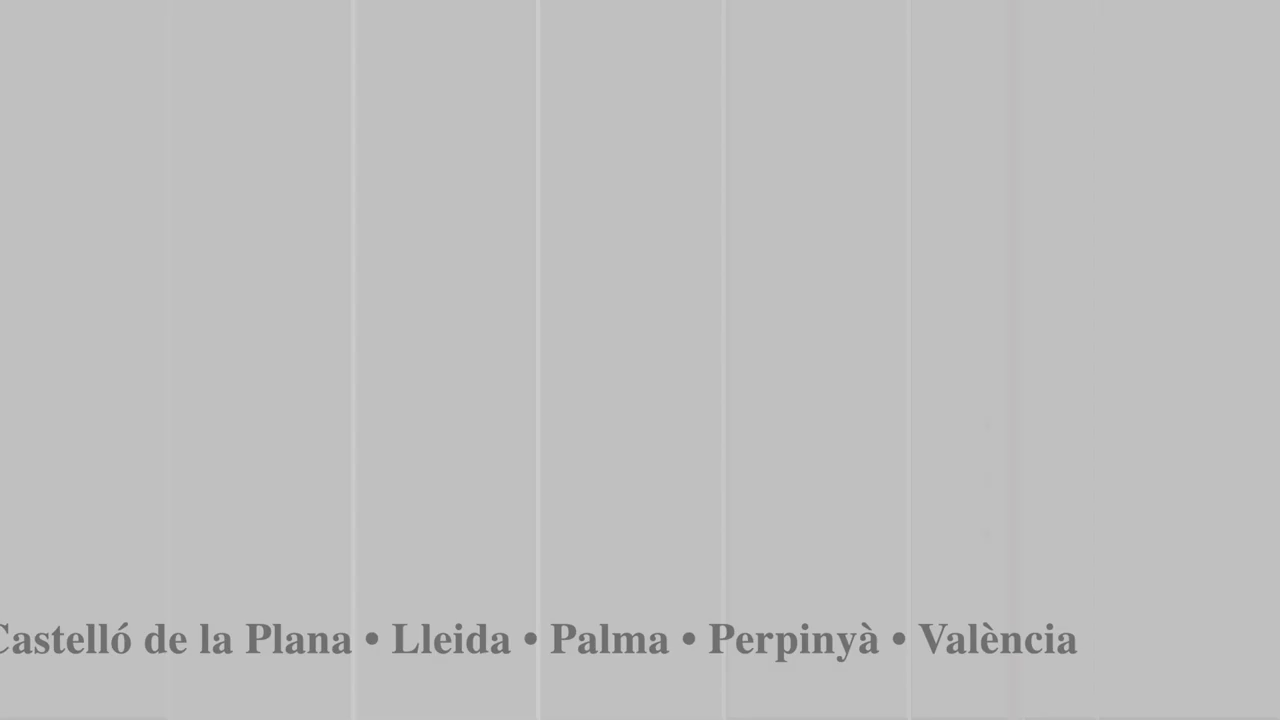 Castelló de la Plana • Lleida • Palma • Perpinyà • València